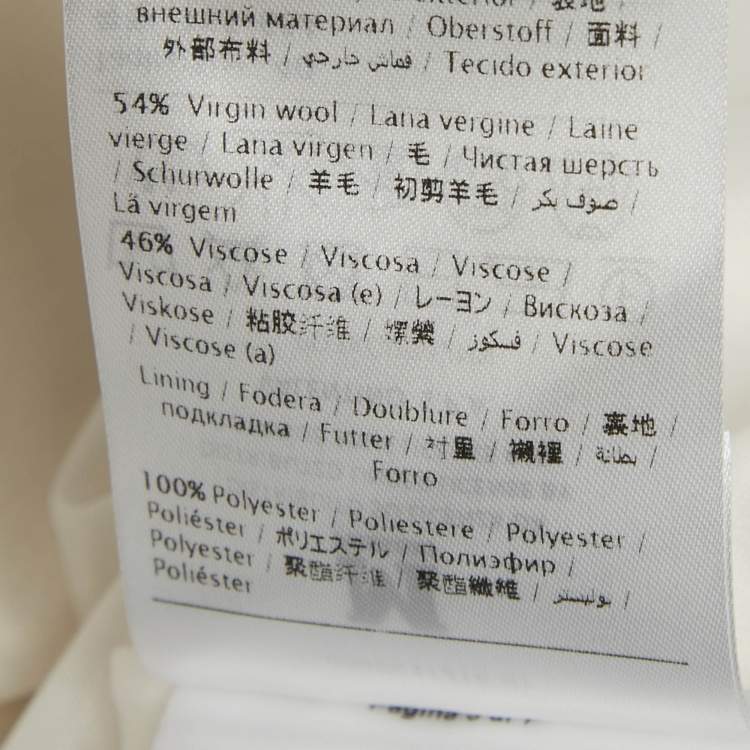 exterior / 表地 /
внешний материал / Oberstoff / 面料 /
外部布料 / قماش خارجي / Tecido exterior
54% Virgin wool / Lana vergine / Laine
vierge / Lana virgen / 毛 / Чистая шерсть
/ Schurwolle / 羊毛 / 初剪羊毛 / صوف بكر /
Lã virgem
46% Viscose / Viscosa / Viscose /
Viscosa / Viscosa (e) / レーヨン / Вискоза /
Viskose / 粘胶纤维 / 螺縈 / فسكوز / Viscose
/ Viscose (a)
Lining / Fodera / Doublure / Forro / 裏地 /
подкладка / Futter / 衬里 / 襯裡 / بطانة /
Forro
100% Polyester / Poliestere / Polyester /
Poliéster / ポリエステル / Полиэфир /
Polyester / 聚酯纤维 / 聚酯纖維 / بوليستر /
Poliéster